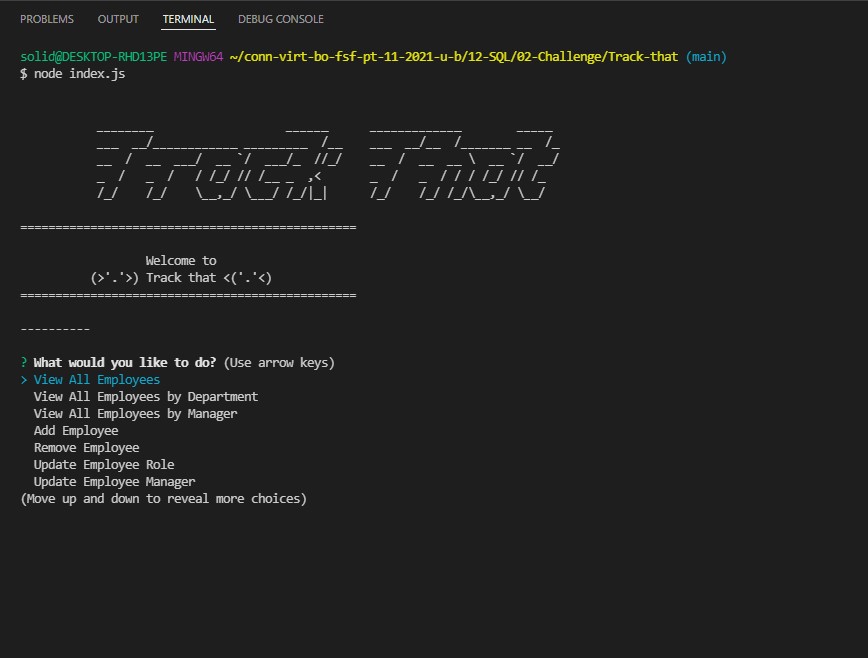 PROBLEMS OUTPUT TERMINAL DEBUG CONSOLE
solid@DESKTOP-RHD13PE MINGW64 ~/conn-virt-bo-fsf-pt-11-2021-u-b/12-SQL/02-Challenge/Track-that (main)
$ node index.js
Track That
================================================
Welcome to
(>'.'>) Track that <('.'<)
================================================
----------
? What would you like to do? (Use arrow keys)
> View All Employees
View All Employees by Department
View All Employees by Manager
Add Employee
Remove Employee
Update Employee Role
Update Employee Manager
(Move up and down to reveal more choices)